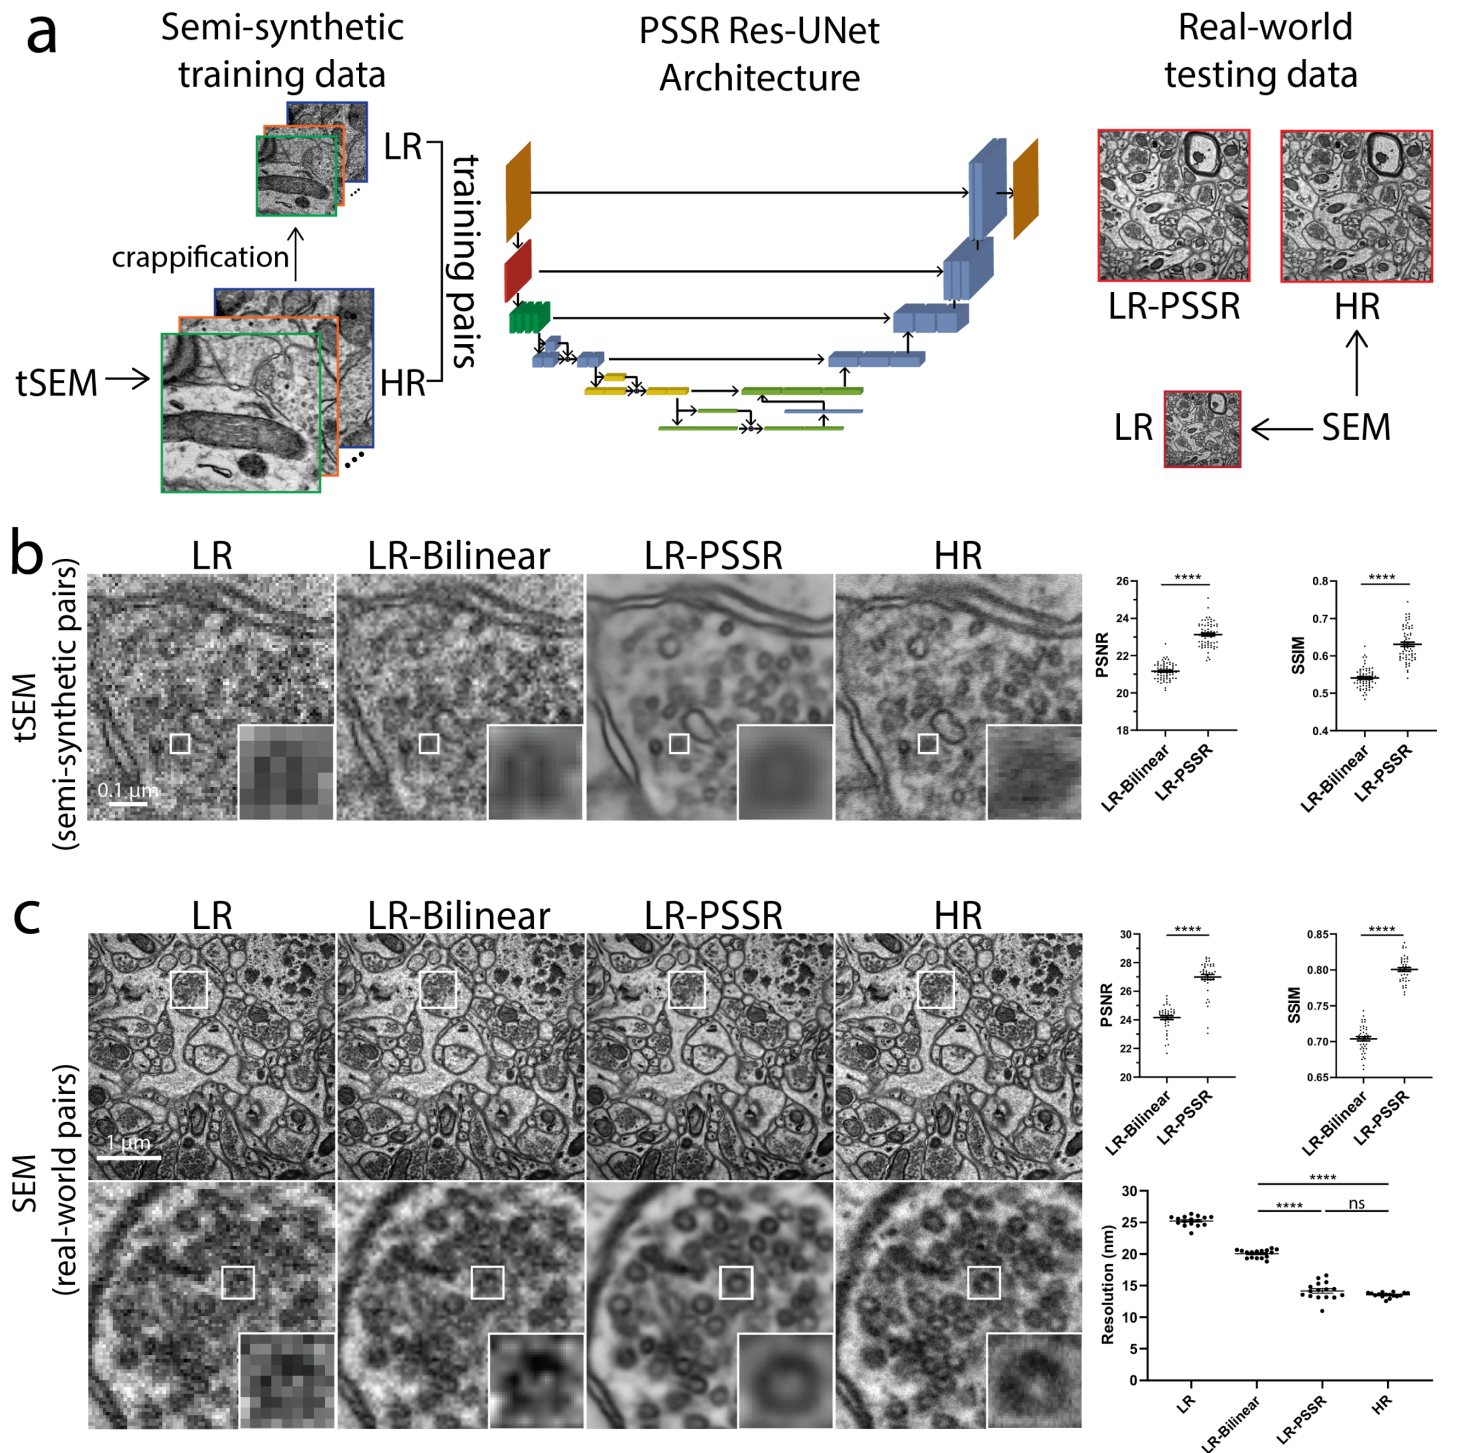 a
Semi-synthetic
training data
PSSR Res-UNet
Architecture
Real-world
testing data
LR
crappification
tSEM
HR
training pairs
LR-PSSR
HR
LR
SEM
b
LR
LR-Bilinear
LR-PSSR
HR
tSEM
(semi-synthetic pairs)
0.1 µm
PSNR
26
24
22
20
18
****
LR-Bilinear
LR-PSSR
SSIM
0.8
0.7
0.6
0.5
0.4
****
LR-Bilinear
LR-PSSR
c
LR
LR-Bilinear
LR-PSSR
HR
SEM
(real-world pairs)
1 µm
PSNR
30
28
26
24
22
20
****
LR-Bilinear
LR-PSSR
SSIM
0.85
0.80
0.75
0.70
0.65
****
LR-Bilinear
LR-PSSR
Resolution (nm)
30
25
20
15
10
5
0
****
**** ns
LR
LR-Bilinear
LR-PSSR
HR